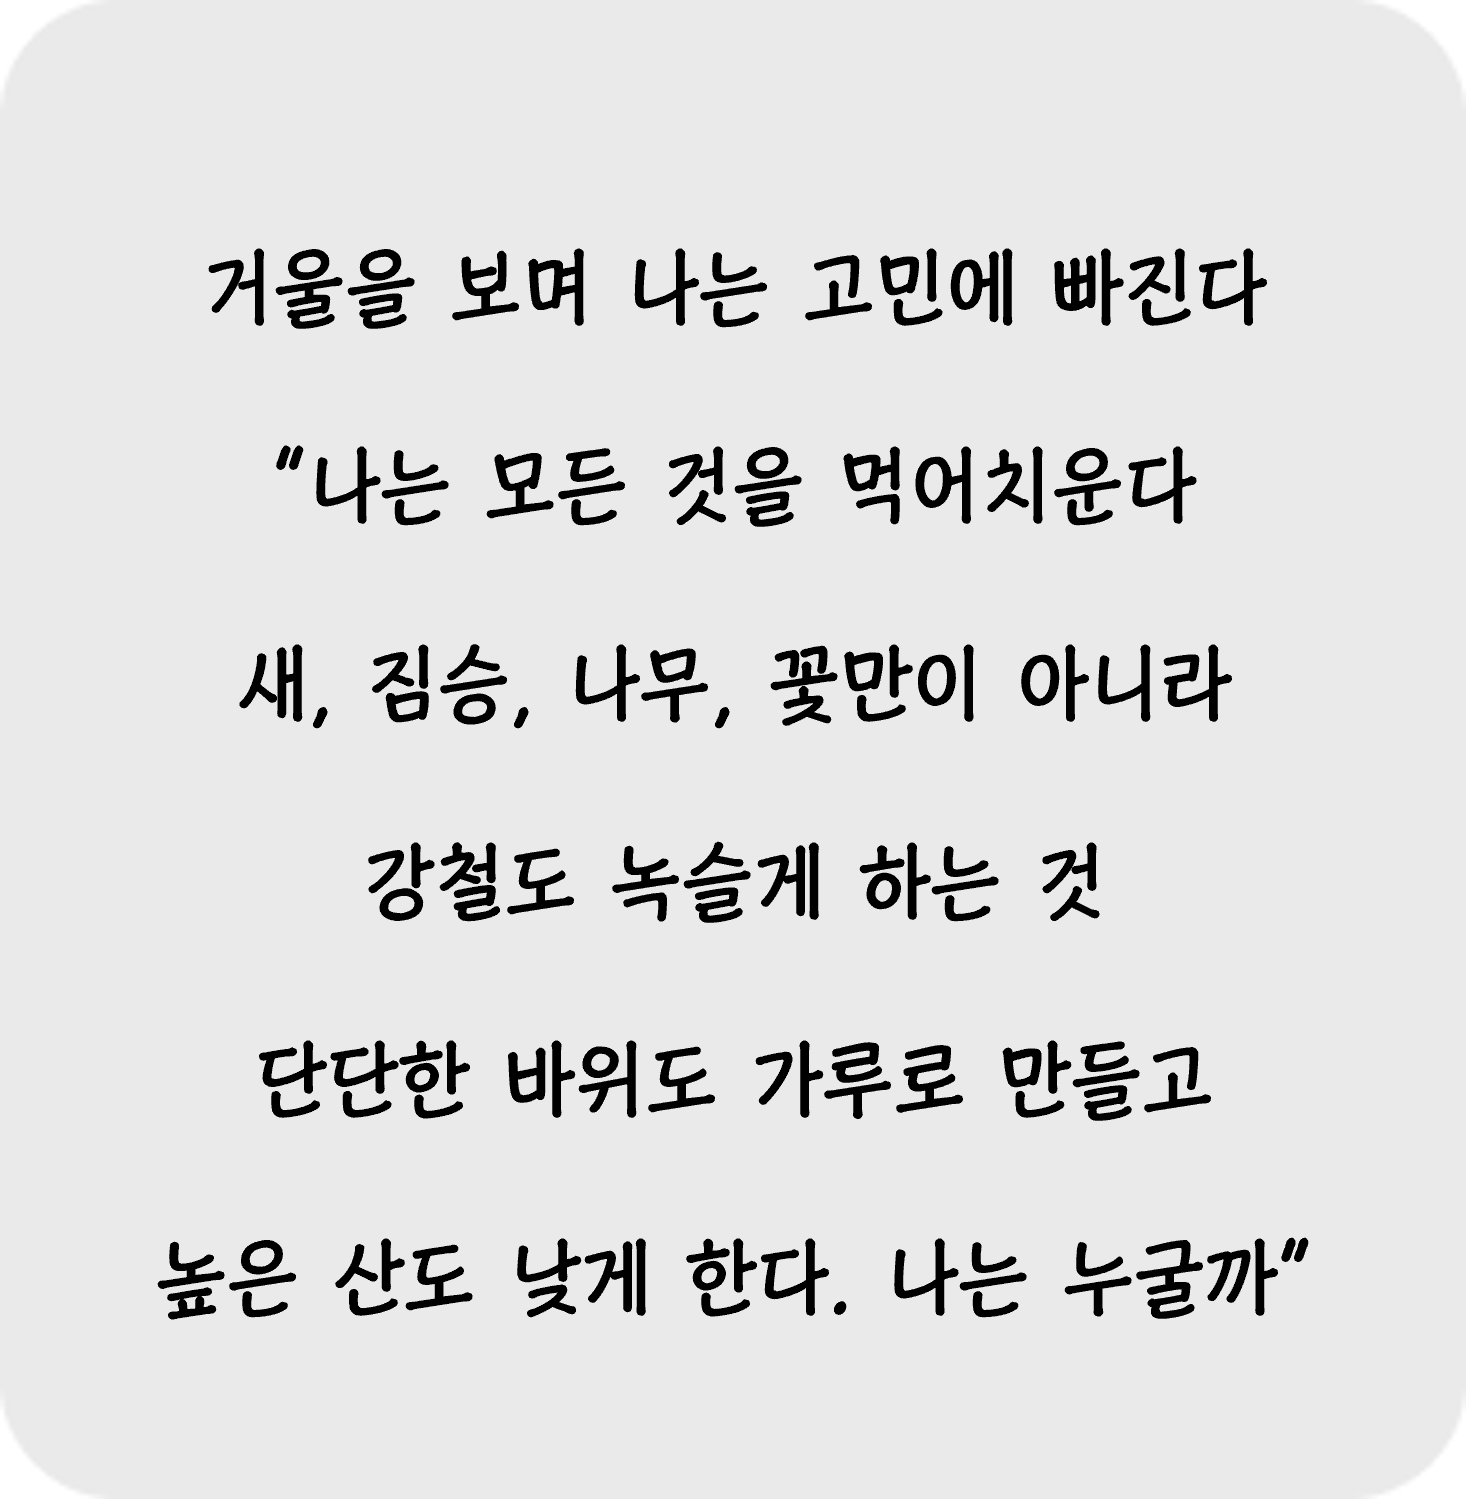 거울을 보며 나는 고민에 빠진다
"나는 모든 것을 먹어치운다
새, 짐승, 나무, 꽃만이 아니라
강철도 녹슬게 하는 것
단단한 바위도 가루로 만들고
높은 산도 낮게 한다. 나는 누굴까"